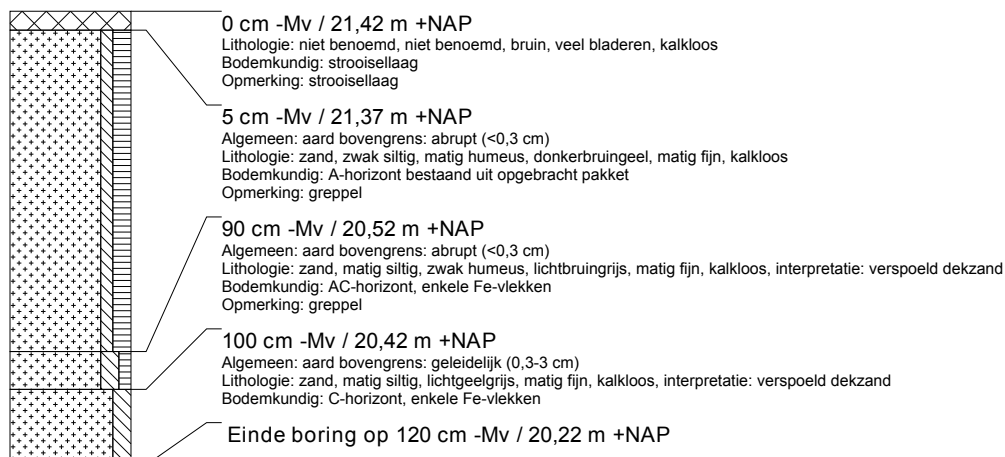 0 cm -Mv / 21,42 m +NAP
Lithologie: niet benoemd, niet benoemd, bruin, veel bladeren, kalkloos
Bodemkundig: strooisellaag
Opmerking: strooisellaag
5 cm -Mv / 21,37 m +NAP
Algemeen: aard bovengrens: abrupt (<0,3 cm)
Lithologie: zand, zwak siltig, matig humeus, donkerbruingeel, matig fijn, kalkloos
Bodemkundig: A-horizont bestaand uit opgebracht pakket
Opmerking: greppel
90 cm -Mv / 20,52 m +NAP
Algemeen: aard bovengrens: abrupt (<0,3 cm)
Lithologie: zand, matig siltig, zwak humeus, lichtbruingrijs, matig fijn, kalkloos, interpretatie: verspoeld dekzand
Bodemkundig: AC-horizont, enkele Fe-vlekken
Opmerking: greppel
100 cm -Mv / 20,42 m +NAP
Algemeen: aard bovengrens: geleidelijk (0,3-3 cm)
Lithologie: zand, matig siltig, lichtgeelgrijs, matig fijn, kalkloos, interpretatie: verspoeld dekzand
Bodemkundig: C-horizont, enkele Fe-vlekken
Einde boring op 120 cm -Mv / 20,22 m +NAP